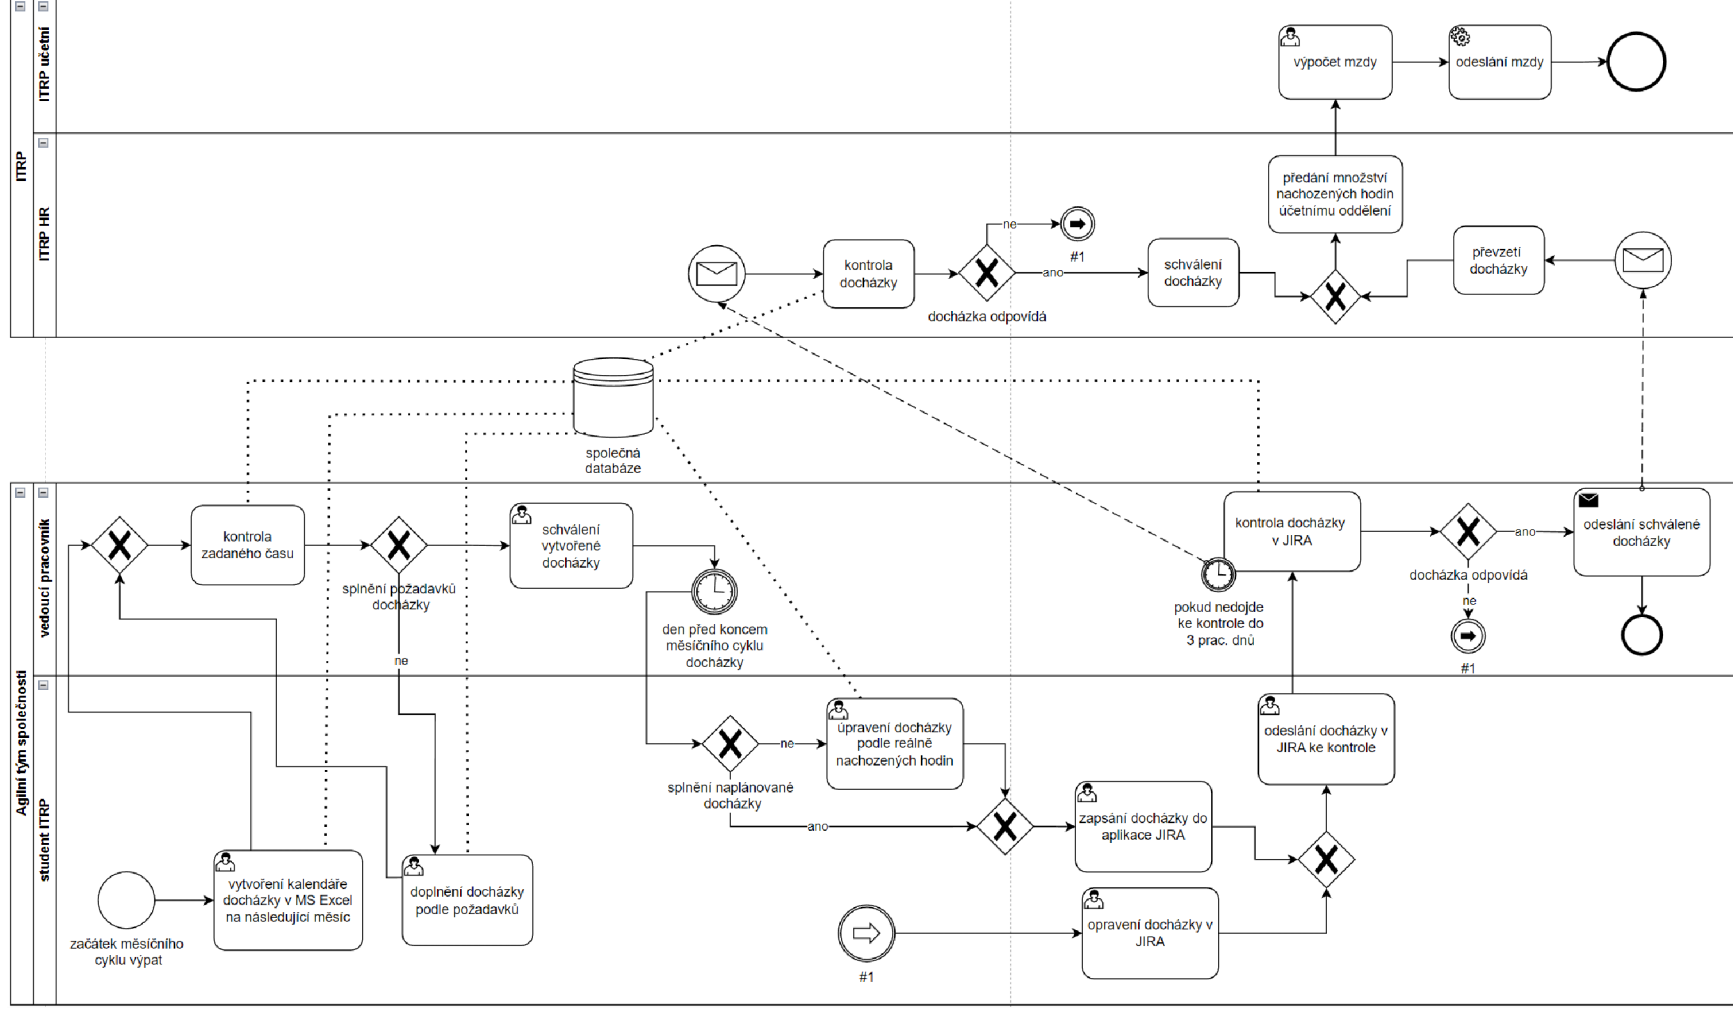 ITRP
ITRP účetní
výpočet mzdy
odeslání mzdy
ITRP HR
předání množství
nachozených hodin
účetnímu oddělení
kontrola
docházky
ne
#1
ano
docházka odpovídá
schválení
docházky
převzetí
docházky
společná
databáze
Agilní tým společnosti
vedoucí pracovník
kontrola
zadaného času
splnění požadavků
docházky
ne
schválení
vytvořené
docházky
den před koncem
měsíčního cyklu
docházky
kontrola docházky
v JIRA
pokud nedojde
ke kontrole do
3 prac. dnů
docházka odpovídá
ano
ne
#1
odeslání schválené
docházky
student ITRP
začátek měsíčního
cyklu výpat
vytvoření kalendáře
docházky v MS Excel
na následující měsíc
doplnění docházky
podle požadavků
splnění naplánované
docházky
ne
ano
úpravení docházky
podle reálně
nachozených hodin
zapsání docházky do
aplikace JIRA
odeslání docházky v
JIRA ke kontrole
#1
opravení docházky v
JIRA